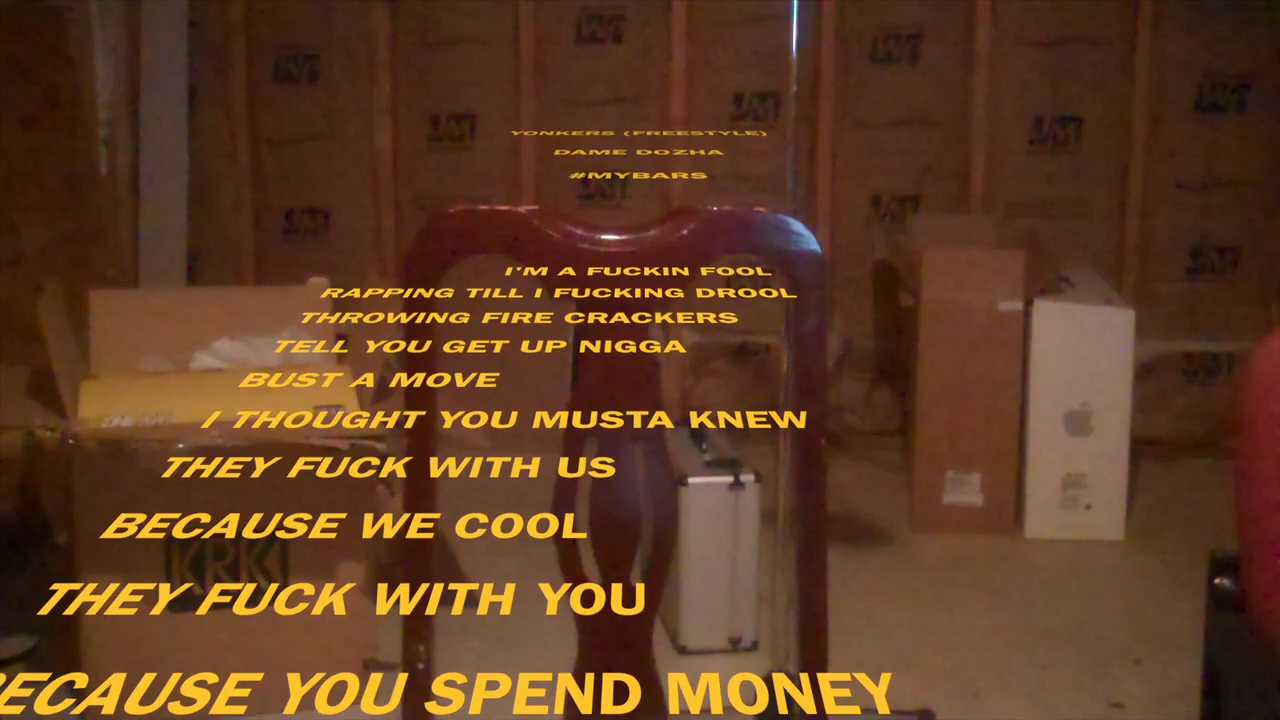 YONKERS (FREESTYLE)
DAME DOZHA
#MYBARS
I'M A FUCKIN FOOL
RAPPING TILL I FUCKING DROOL
THROWING FIRE CRACKERS
TELL YOU GET UP NIGGA
BUST A MOVE
I THOUGHT YOU MUSTA KNEW
THEY FUCK WITH US
BECAUSE WE COOL
KRK
THEY FUCK WITH YOU
ECAUSE YOU SPEND MONEY